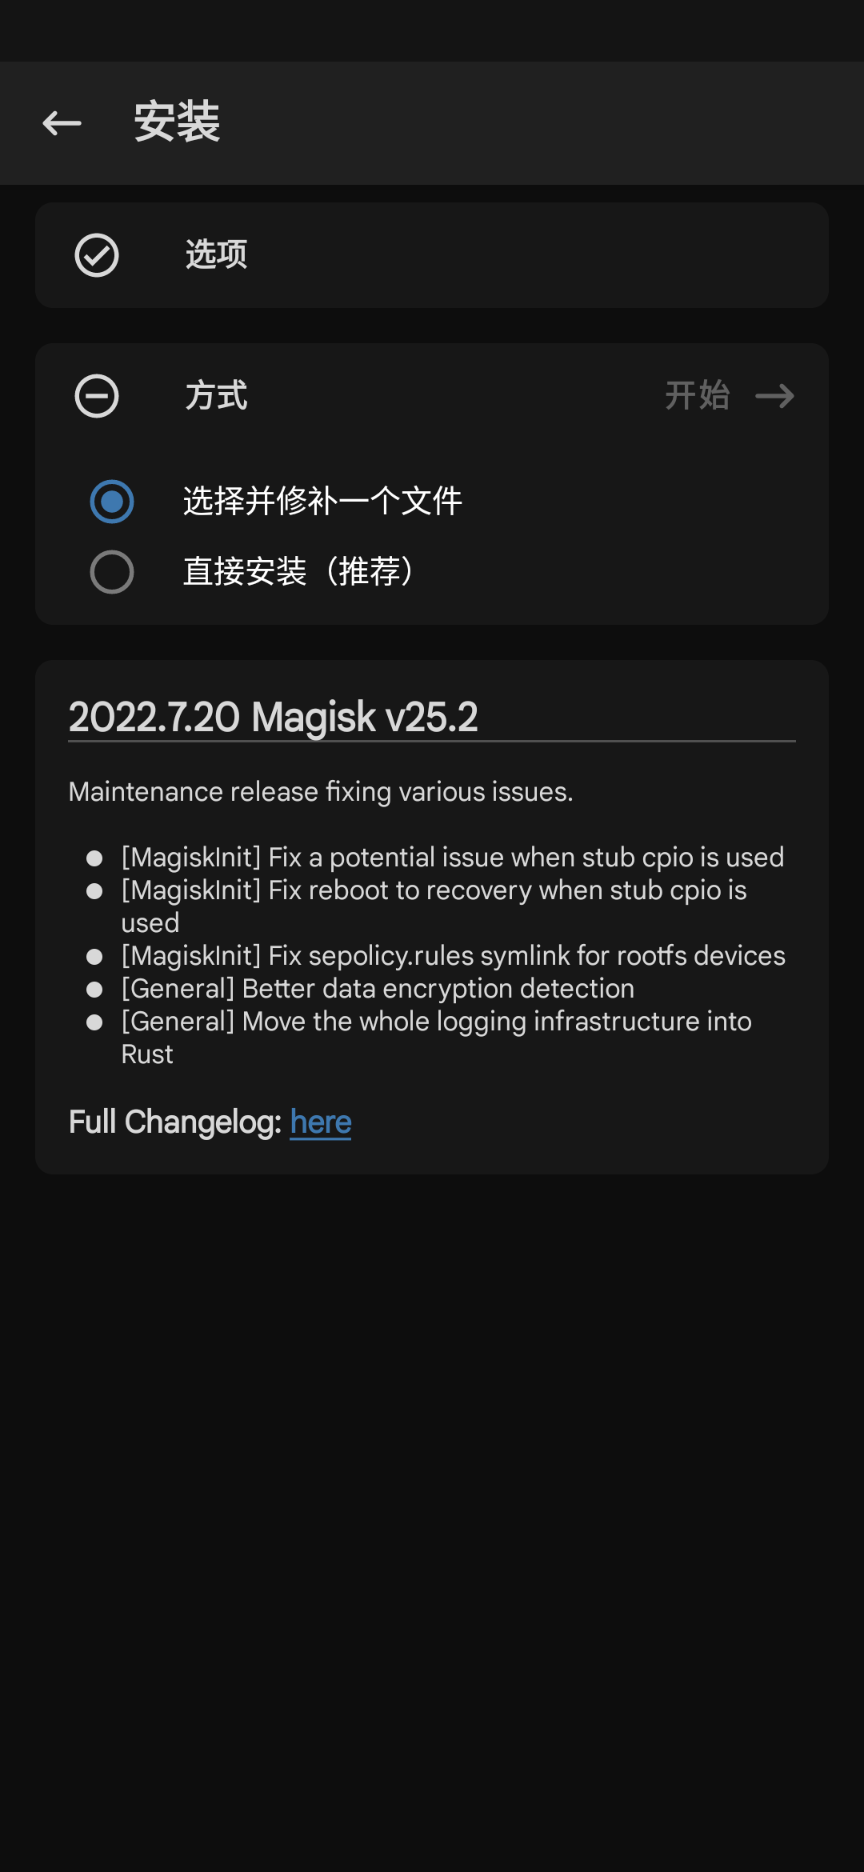 安装
选项
方式
开始
选择并修补一个文件
直接安装（推荐）
2022.7.20 Magisk v25.2
Maintenance release fixing various issues.
[MagiskInit] Fix a potential issue when stub cpio is used
[MagiskInit] Fix reboot to recovery when stub cpio is
used
[MagiskInit] Fix sepolicy.rules symlink for rootfs devices
[General] Better data encryption detection
[General] Move the whole logging infrastructure into
Rust
Full Changelog: here